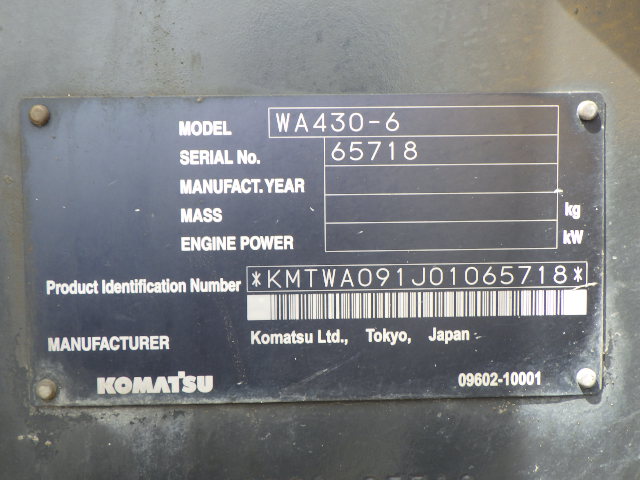 MODEL WA430-6
SERIAL No. 65718
MANUFACT. YEAR
MASS kg
ENGINE POWER kW
Product Identification Number *KMTWA091J01065718*
MANUFACTURER Komatsu Ltd., Tokyo, Japan
KOMATSU 09602-10001